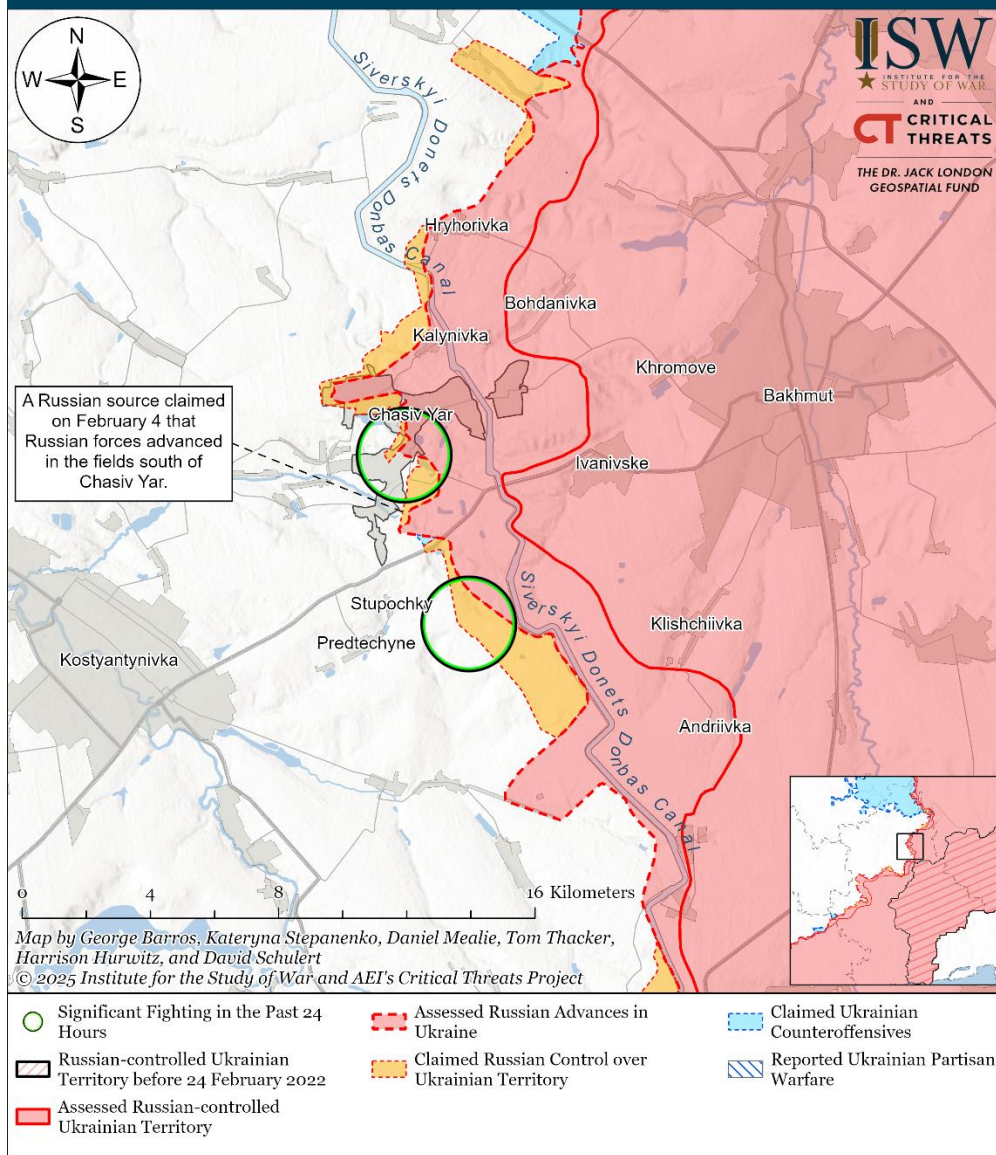 N
W
E
S
ISW
INSTITUTE FOR THE
STUDY OF WAR
AND
CT CRITICAL
THREATS
THE DR. JACK LONDON
GEOSPATIAL FUND
Siverskyi Donets
Donbas Canal
Hryhorivka
Bohdanivka
Kalynivka
Khromove
Bakhmut
A Russian source claimed
on February 4 that
Russian forces advanced
in the fields south of
Chasiv Yar.
Chasiv Yar
Ivanivske
Siverskyi Donets
Donbas Canal
Stupochky
Predtechyne
Klishchiivka
Kostyantynivka
Andriivka
0 4 8 16 Kilometers
Map by George Barros, Kateryna Stepanenko, Daniel Mealie, Tom Thacker,
Harrison Hurwitz, and David Schulert
© 2025 Institute for the Study of War and AEI's Critical Threats Project
Significant Fighting in the Past 24
Hours
Russian-controlled Ukrainian
Territory before 24 February 2022
Assessed Russian-controlled
Ukrainian Territory
Assessed Russian Advances in
Ukraine
Claimed Russian Control over
Ukrainian Territory
Claimed Ukrainian
Counteroffensives
Reported Ukrainian Partisan
Warfare